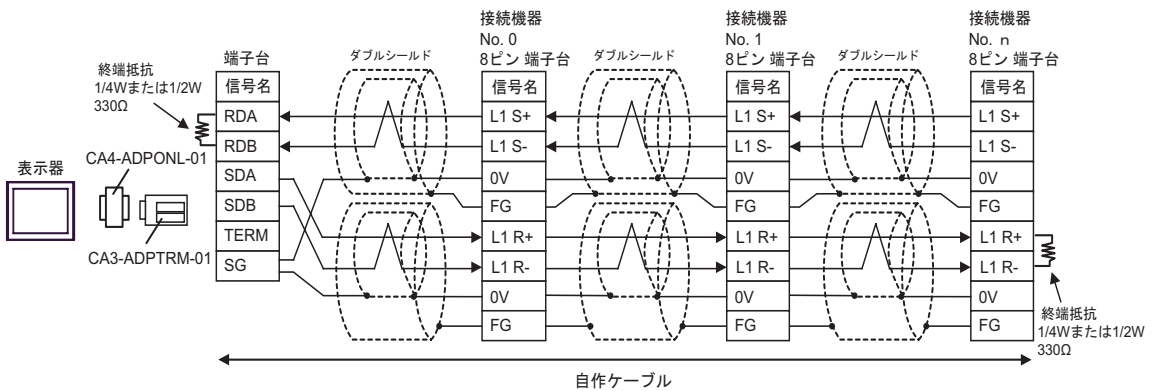 接続機器
No. 0
8ピン 端子台
接続機器
No. 1
8ピン 端子台
接続機器
No. n
8ピン 端子台
端子台
ダブルシールド
ダブルシールド
ダブルシールド
終端抵抗
1/4Wまたは1/2W
330Ω
表示器
CA4-ADPONL-01
CA3-ADPTRM-01
信号名
RDA
RDB
SDA
SDB
TERM
SG
信号名
L1 S+
L1 S-
0V
FG
L1 R+
L1 R-
0V
FG
信号名
L1 S+
L1 S-
0V
FG
L1 R+
L1 R-
0V
FG
信号名
L1 S+
L1 S-
0V
FG
L1 R+
L1 R-
0V
FG
終端抵抗
1/4Wまたは1/2W
330Ω
自作ケーブル